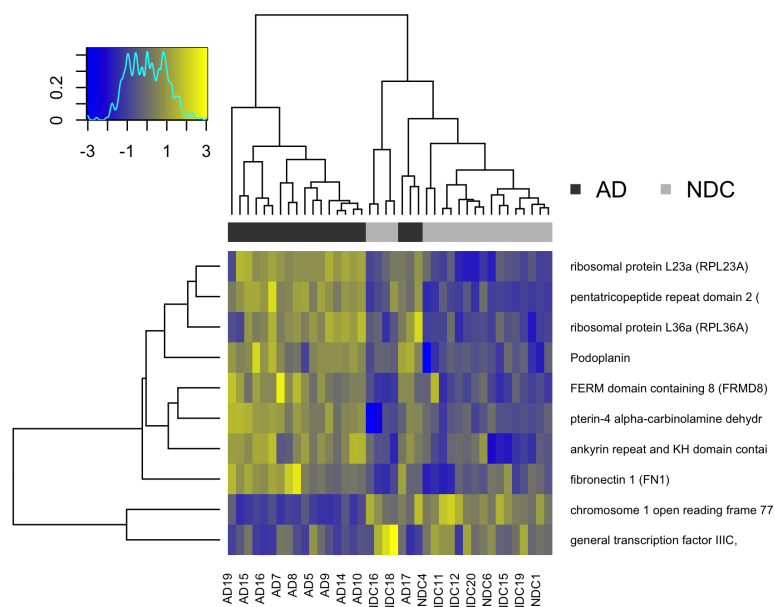 0.2
0
-3 -1 1 3
AD NDC
ribosomal protein L23a (RPL23A)
pentatricopeptide repeat domain 2 (
ribosomal protein L36a (RPL36A)
Podoplanin
FERM domain containing 8 (FRMD8)
pterin-4 alpha-carbinolamine dehydr
ankyrin repeat and KH domain contai
fibronectin 1 (FN1)
chromosome 1 open reading frame 77
general transcription factor IIIC,
AD19
AD15
AD16
AD7
AD8
AD5
AD9
AD14
AD10
IDC16
IDC18
AD17
NDC4
IDC11
IDC12
IDC20
NDC6
IDC15
IDC19
NDC1